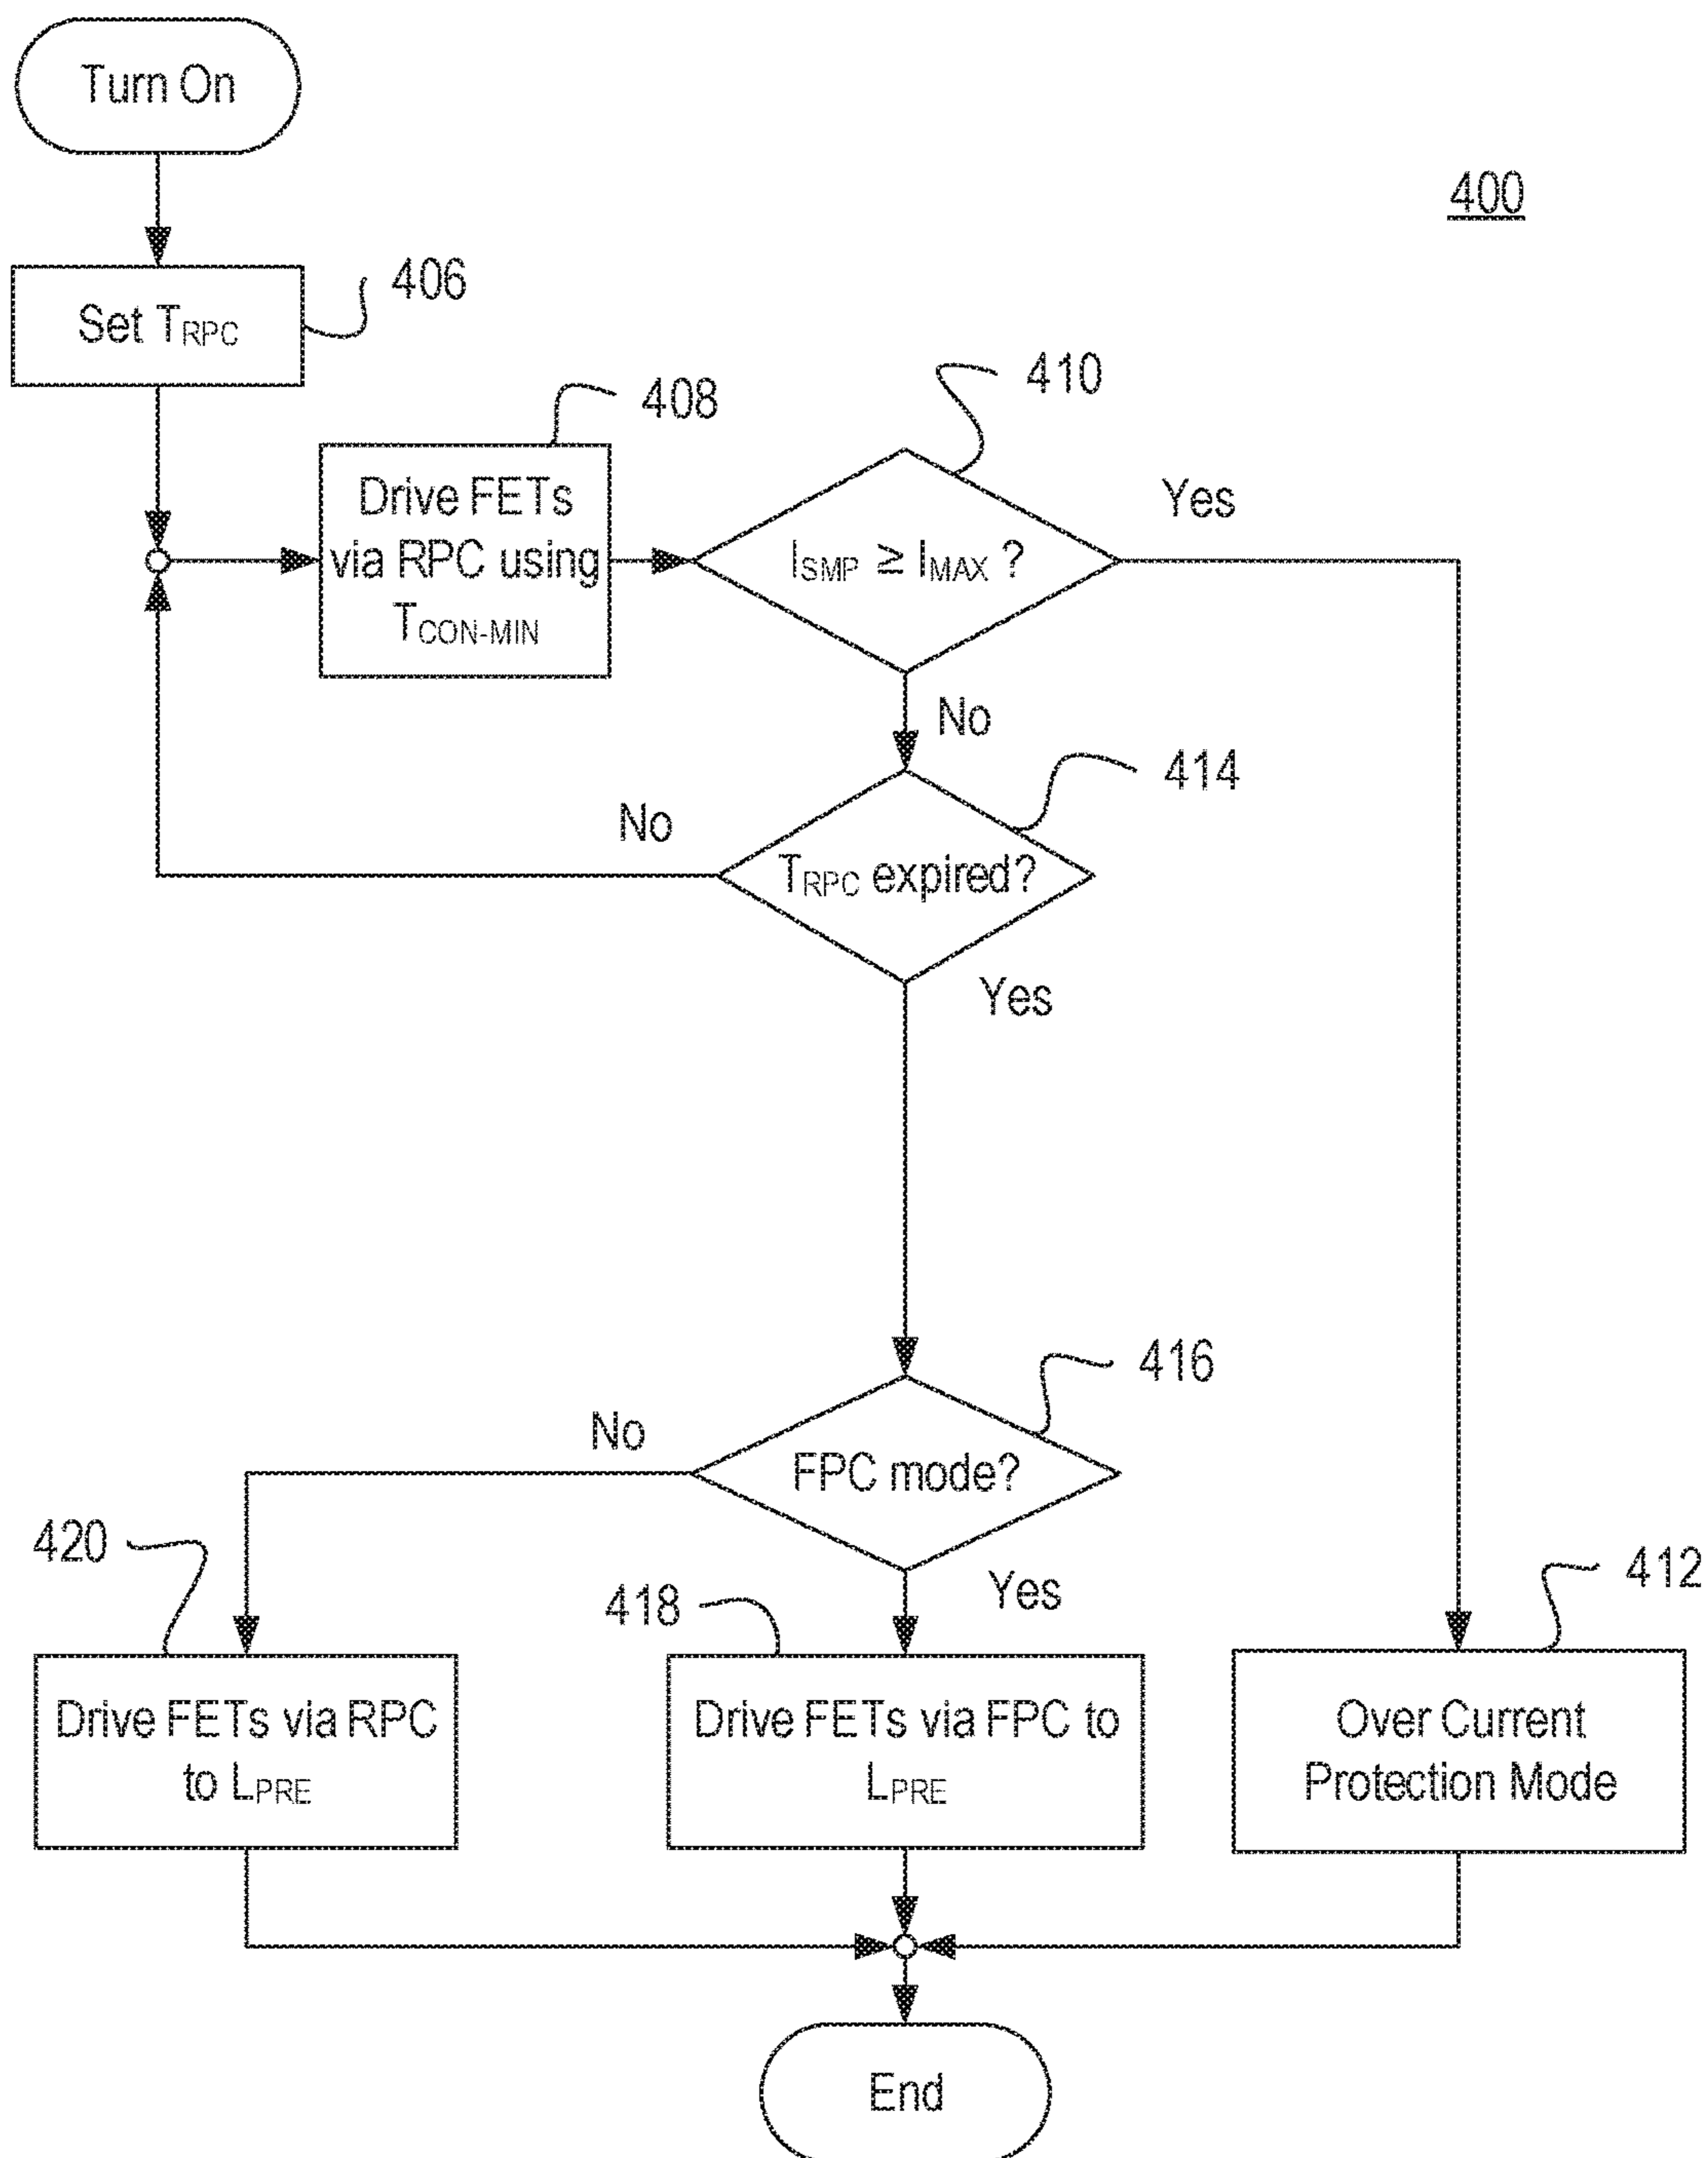 Turn On
400
Set TRPC
406
408
410
Drive FETs
via RPC using
TCON-MIN
ISMP ≥ IMAX ?
Yes
No
414
No
TRPC expired?
Yes
416
No
FPC mode?
Yes
420
418
412
Drive FETs via RPC
to LPRE
Drive FETs via FPC to
LPRE
Over Current
Protection Mode
End